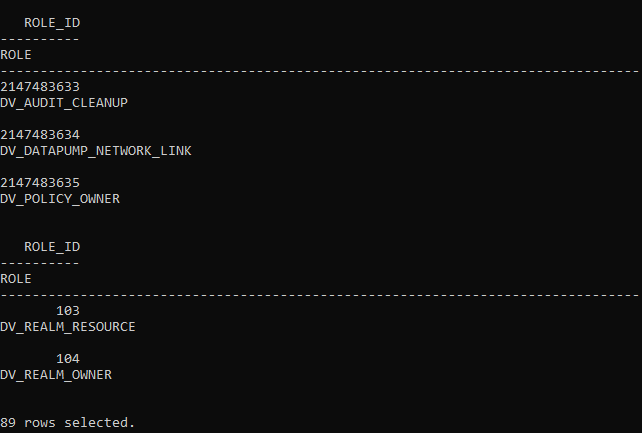 ROLE_ID
----------
ROLE
--------------------------------------------------------------------------------
2147483633
DV_AUDIT_CLEANUP

2147483634
DV_DATAPUMP_NETWORK_LINK

2147483635
DV_POLICY_OWNER


   ROLE_ID
----------
ROLE
--------------------------------------------------------------------------------
       103
DV_REALM_RESOURCE

       104
DV_REALM_OWNER


89 rows selected.